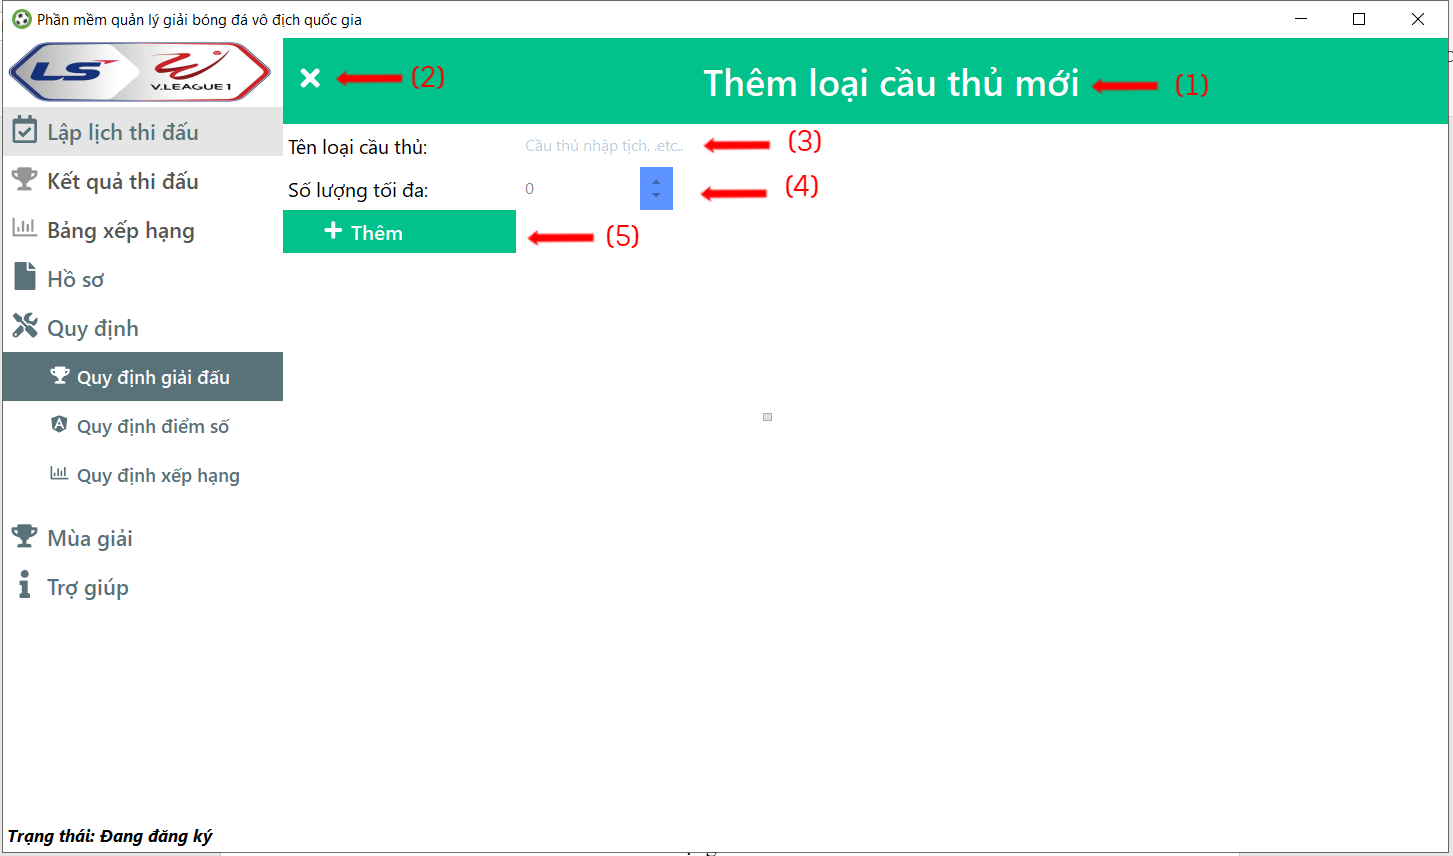 Phần mềm quản lý giải bóng đá vô địch quốc gia
LS V.LEAGUE 1
(2)
Thêm loại cầu thủ mới
(1)
Lập lịch thi đấu
Kết quả thi đấu
Bảng xếp hạng
Hồ sơ
Quy định
Quy định giải đấu
Quy định điểm số
Quy định xếp hạng
Mùa giải
Trợ giúp
Trạng thái: Đang đăng ký
Tên loại cầu thủ:
Cầu thủ nhập tịch, .etc..
(3)
Số lượng tối đa:
0
(4)
Thêm
(5)